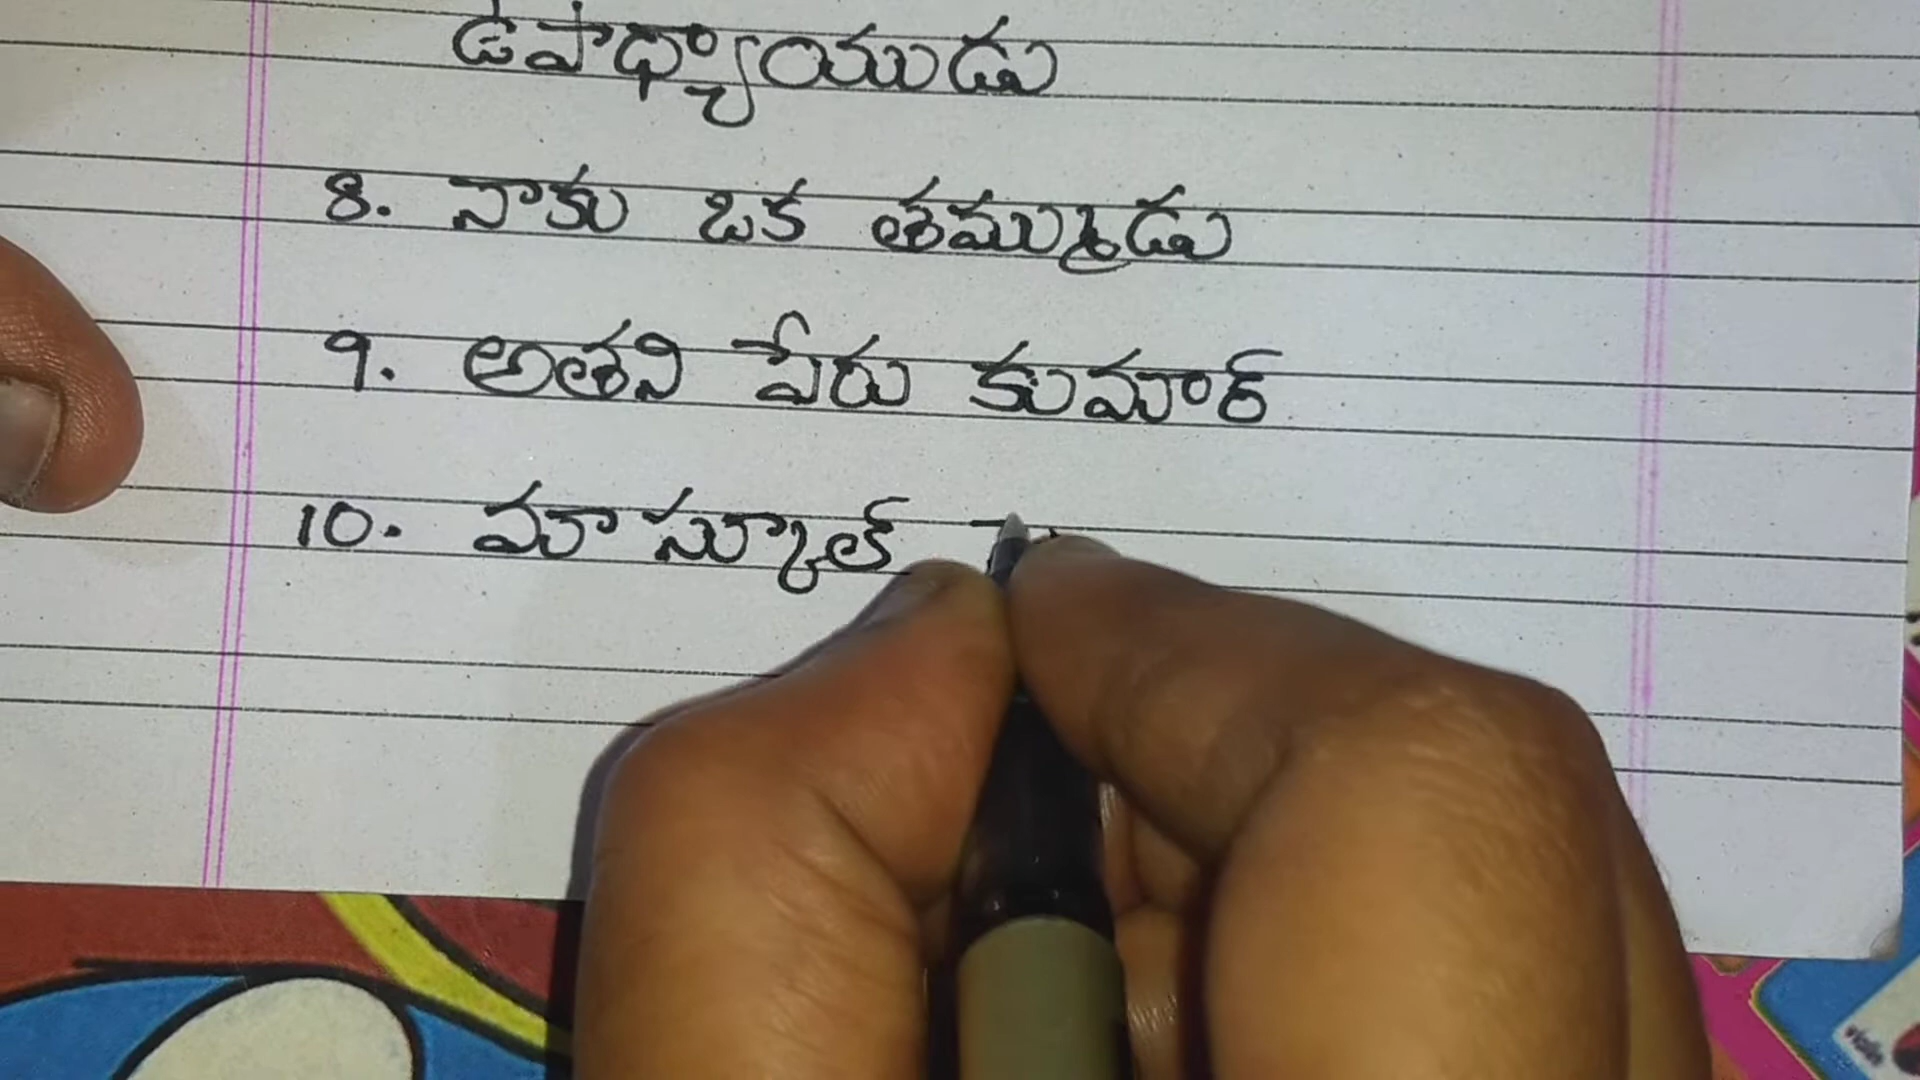 ఉపాధ్యాయుడు
8. నాకు ఒక తమ్ముడు
9. అతని పేరు కుమార్
10. మా స్కూల్